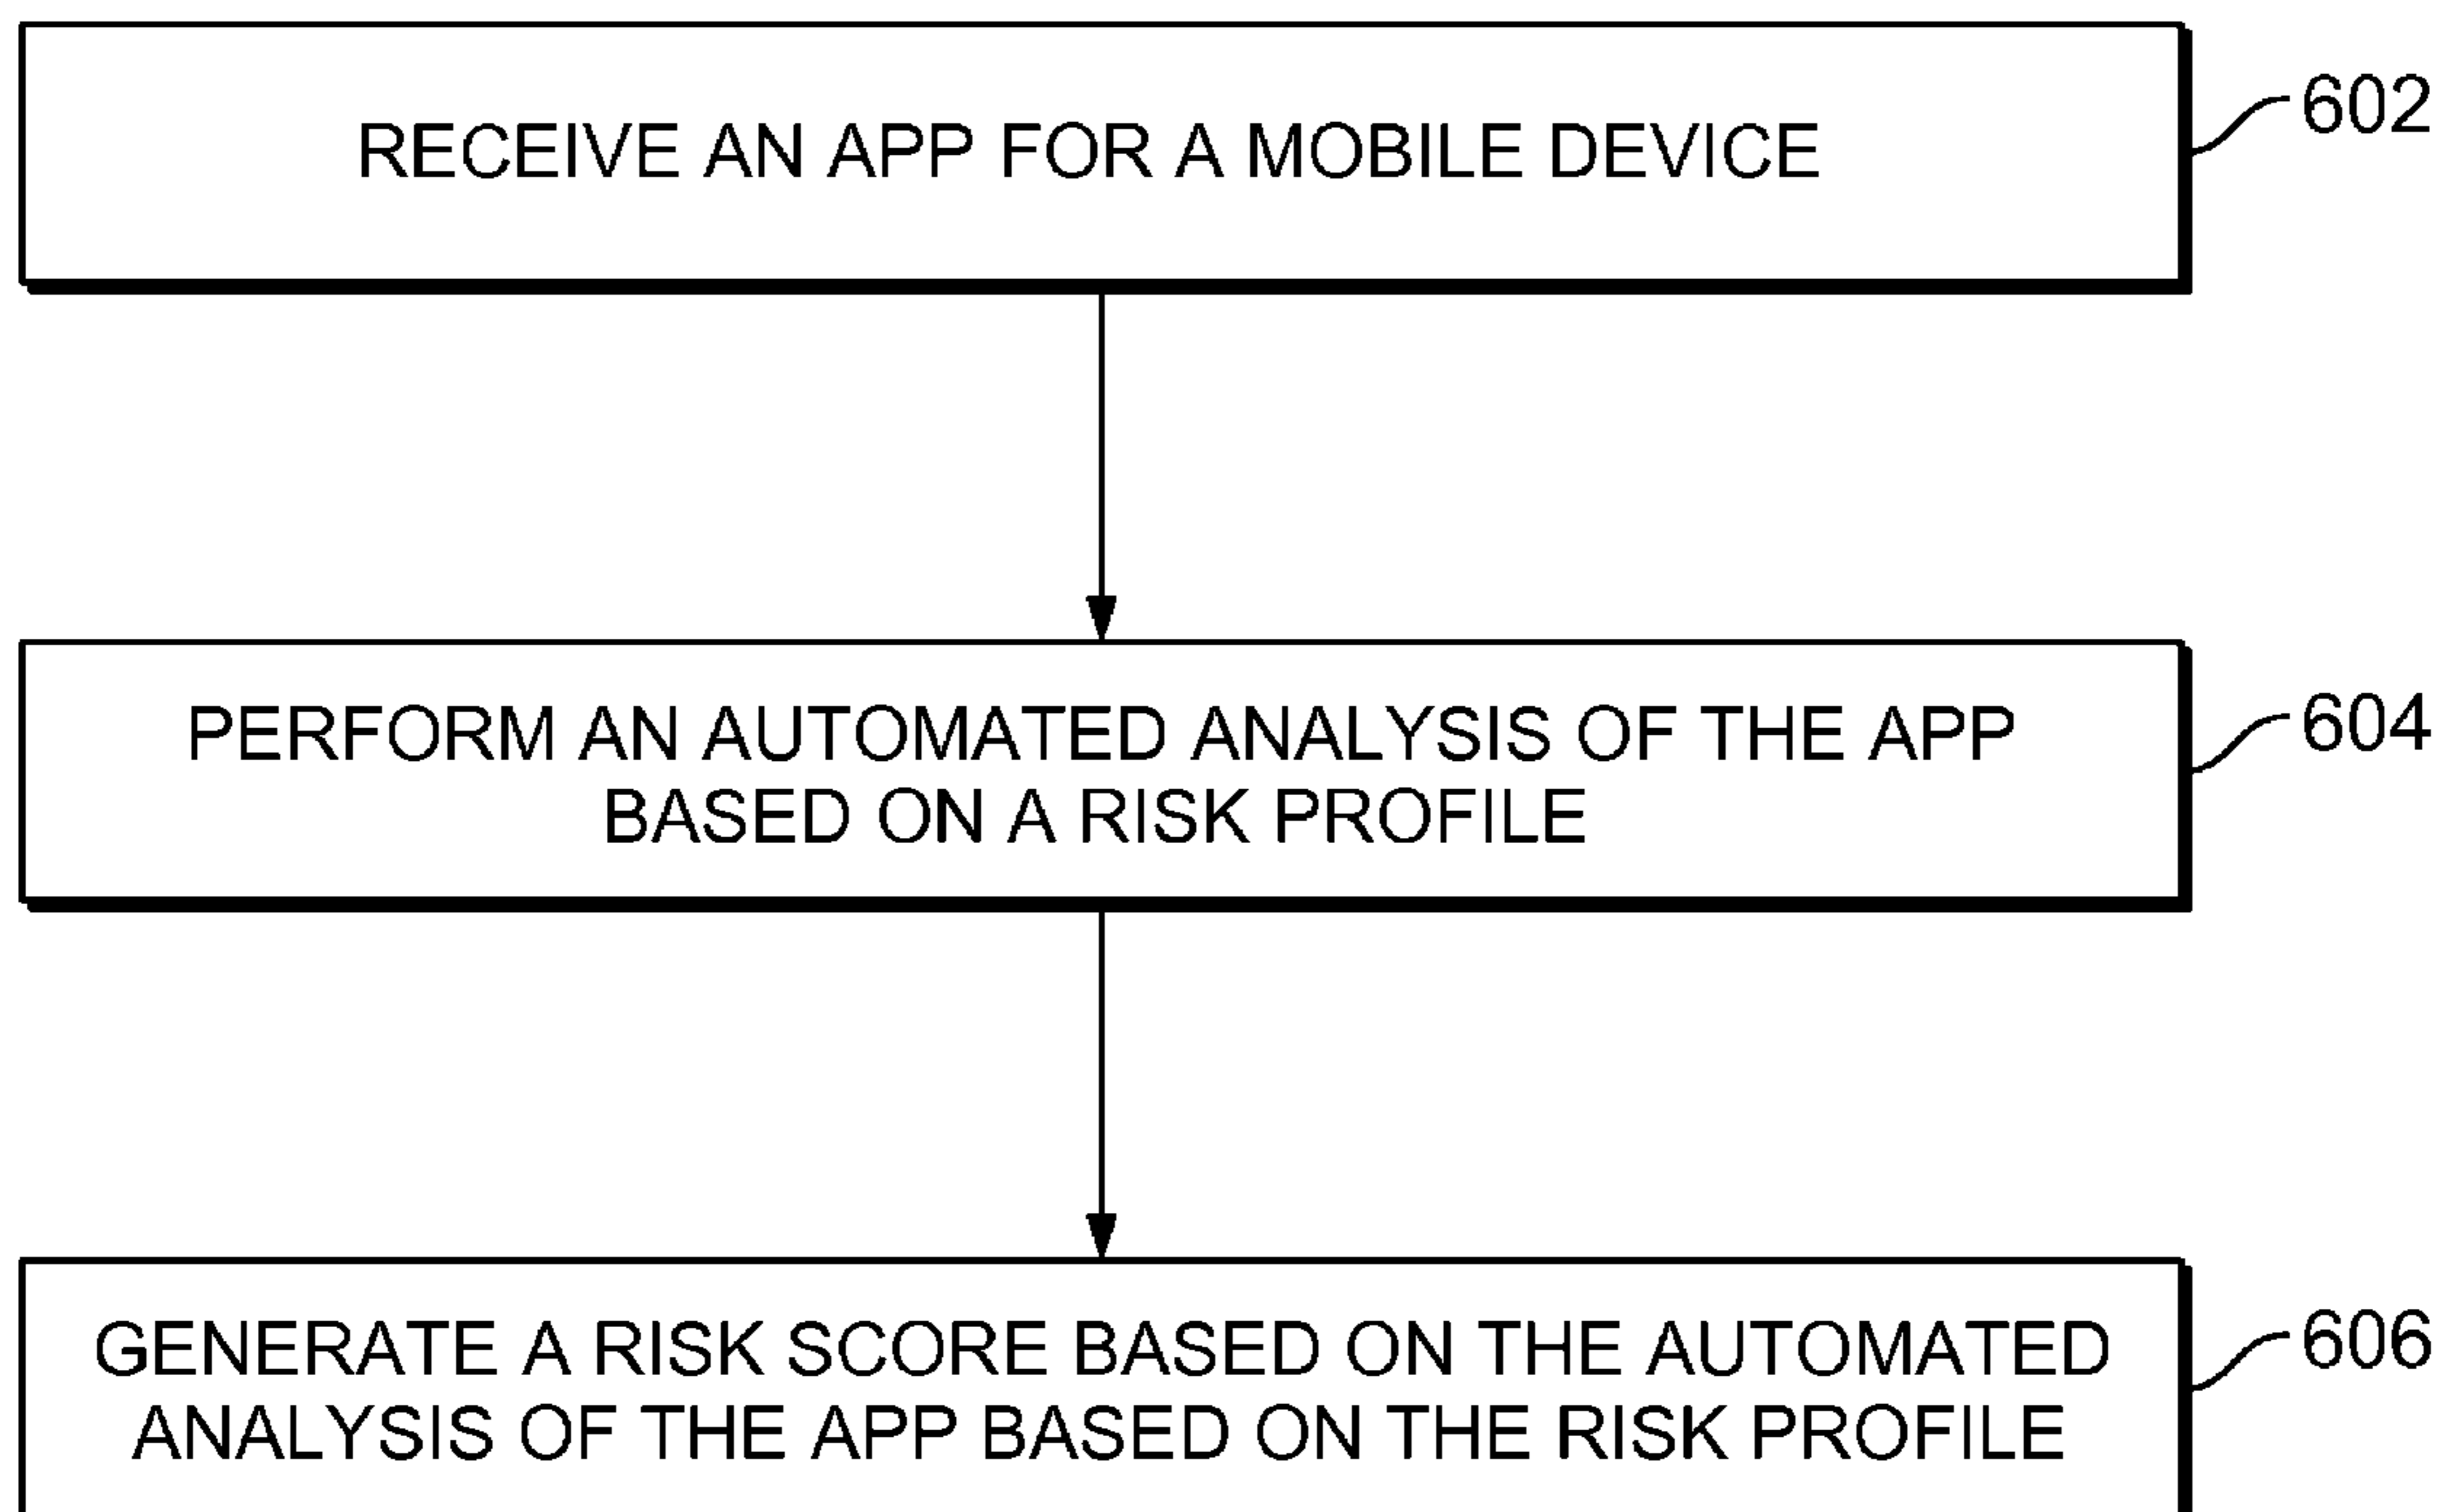 RECEIVE AN APP FOR A MOBILE DEVICE
602
PERFORM AN AUTOMATED ANALYSIS OF THE APP
BASED ON A RISK PROFILE
604
GENERATE A RISK SCORE BASED ON THE AUTOMATED
ANALYSIS OF THE APP BASED ON THE RISK PROFILE
606